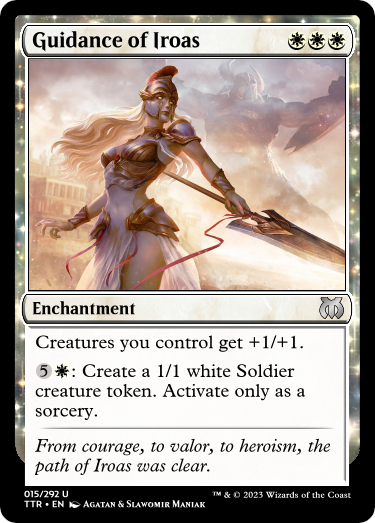 Guidance of Iroas
Enchantment
Creatures you control get +1/+1.
5: Create a 1/1 white Soldier
creature token. Activate only as a
sorcery.
From courage, to valor, to heroism, the
path of Iroas was clear.
015/292 U
TTR • EN Agatan & Slawomir Maniak
™ & © 2023 Wizards of the Coast